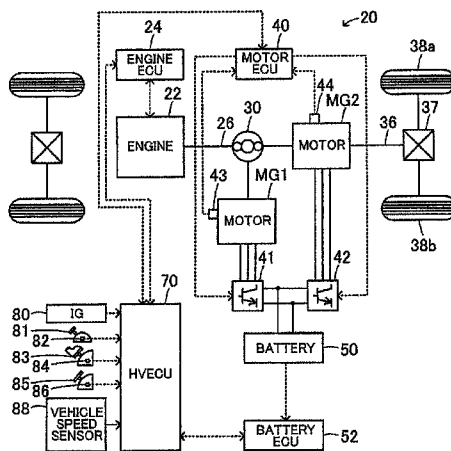 20
24
40
38a
ENGINE
ECU
MOTOR
ECU
44
MG2
37
22
30
36
26
ENGINE
MOTOR
43
MG1
MOTOR
38b
41
42
70
80
IG
81
82
83
84
85
86
88
HVECU
VEHICLE
SPEED
SENSOR
BATTERY
50
BATTERY
ECU
52